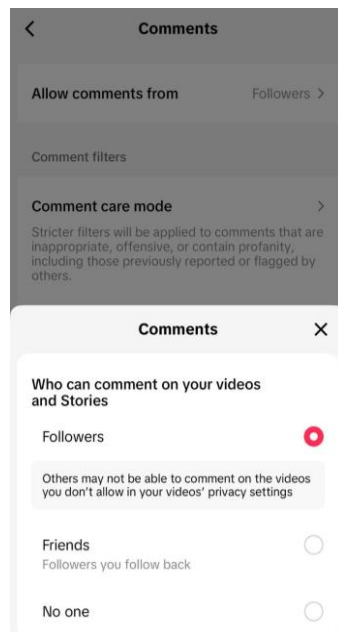 Comments
Allow comments from Followers >
Comment filters
Comment care mode >
Stricter filters will be applied to comments that are
inappropriate, offensive, or contain profanity,
including those previously reported or flagged by
others.
Comments
Who can comment on your videos
and Stories
Followers
Others may not be able to comment on the videos
you don't allow in your videos' privacy settings
Friends
Followers you follow back
No one